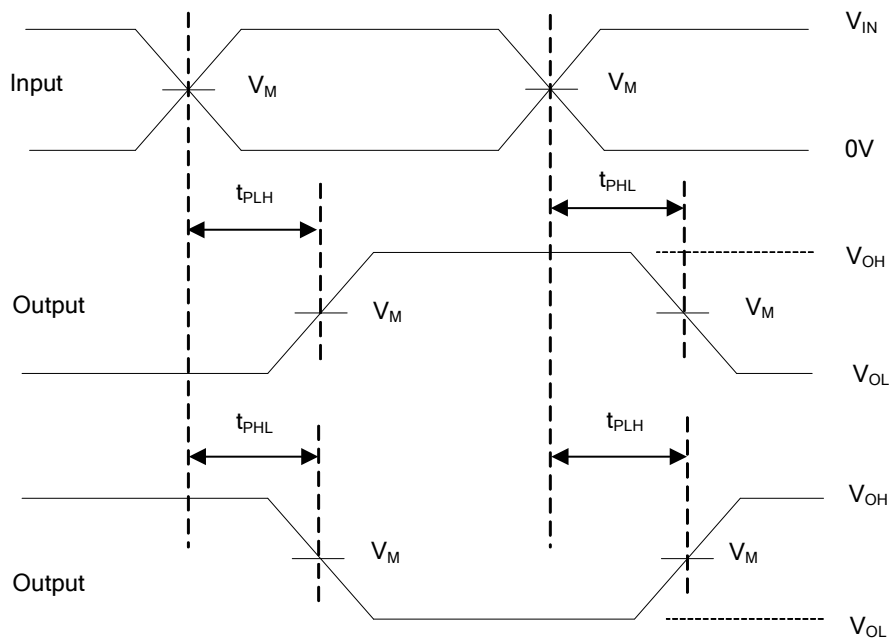 V_IN
Input
V_M
V_M
0V
t_PLH
t_PHL
V_OH
Output
V_M
V_M
V_OL
t_PHL
t_PLH
V_OH
V_M
V_M
Output
V_OL